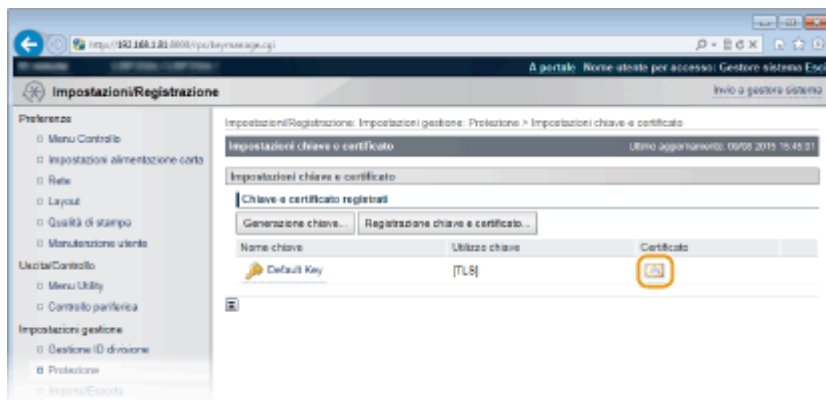 http://192.168.1.81:8000/rps/keymanage.cgi
A portale Nome utente per accesso: Gestore sistema Esci
Impostazioni/Registrazione
Invio a gestore sistema
Preferenze
Menu Controllo
Impostazioni alimentazione carta
Rete
Layout
Qualità di stampa
Manutenzione utente
Uscita/Controllo
Menu Utility
Controllo periferica
Impostazioni gestione
Gestione ID divisione
Protezione
Importa/Esporta
Impostazioni/Registrazione: Impostazioni gestione: Protezione > Impostazioni chiave e certificato
Impostazioni chiave e certificato
Ultimo aggiornamento: 09/08 2015 15:45:01
Impostazioni chiave e certificato
Chiave e certificato registrati
Generazione chiave...
Registrazione chiave e certificato...
Nome chiave
Utilizzo chiave
Certificato
Default Key
[TLS]